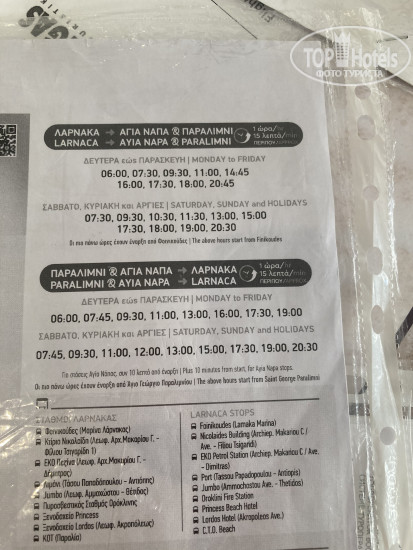 TOP Hotels
ФОТО ТУРИСТА
ΛΑΡΝΑΚΑ → ΑΓΙΑ ΝΑΠΑ & ΠΑΡΑΛΙΜΝΙ
LARNACA → AYIA NAPA & PARALIMNI
1 ώρα/hr
15 λεπτά/min
ΔΕΥΤΕΡΑ εώς ΠΑΡΑΣΚΕΥΗ | MONDAY to FRIDAY
06:00, 07:30, 09:30, 11:00, 14:45
16:00, 17:30, 18:00, 20:45
ΣΑΒΒΑΤΟ, ΚΥΡΙΑΚΗ και ΑΡΓΙΕΣ | SATURDAY, SUNDAY and HOLIDAYS
07:30, 09:30, 10:30, 11:30, 13:00, 15:00
17:30, 18:00, 19:00, 20:30
Οι πιο πάνω ώρες έχουν έναρξη από Φοινικούδες | The above hours start from Finikoudes
ΠΑΡΑΛΙΜΝΙ & ΑΓΙΑ ΝΑΠΑ → ΛΑΡΝΑΚΑ
PARALIMNI & AYIA NAPA → LARNACA
1 ώρα/hr
15 λεπτά/min
ΔΕΥΤΕΡΑ εώς ΠΑΡΑΣΚΕΥΗ | MONDAY to FRIDAY
06:00, 07:45, 09:30, 11:00, 13:00, 16:00, 17:30, 19:00
ΣΑΒΒΑΤΟ, ΚΥΡΙΑΚΗ και ΑΡΓΙΕΣ | SATURDAY, SUNDAY and HOLIDAYS
07:45, 09:30, 11:00, 12:00, 13:00, 15:00, 17:30, 19:00, 20:30
Για στάσεις Αγία Νάπας, συν 10 λεπτά από έναρξη | Plus 10 minutes from start, for Ayia Napa stops
Οι πιο πάνω ώρες έχουν έναρξη από Άγιο Γεώργιο Παραλιμνίου | The above hours start from Saint George Paralimni
ΣΤΑΘΜΟΙ ΛΑΡΝΑΚΑΣ
Φοινικούδες (Μαρίνα Λάρνακας)
Κτίριο Νικολαΐδη (Λεωφ. Αρχ.Μακαρίου Γ. -
Φίλιου Τσιγαρίδη 1)
ΕΚΟ Πεζίνα (Λεωφ. Αρχ.Μακαρίου Γ. -
Δήμητρας)
Λιμάνι (Τάσου Παπαδόπουλου - Αντιόπης)
Jumbo (Λεωφ. Αμμοχώστου - Θέτιδος)
Πυροσβεστικός Σταθμός Ορόκλινης
Ξενοδοχείο Princess
Ξενοδοχείο Lordos (Λεωφ. Ακροπόλεως)
ΚΟΤ (Παραλία)
LARNACA STOPS
Foinikoudes (Larnaka Marina)
Nicolaides Building (Archiep. Makariou C /
Ave. - Filiou Tsigaridi)
EKO Petrol Station (Archiep. Makariou C / Ave.
- Dimitras)
Port (Tassou Papadopoulou - Antiopis)
Jumbo (Ammochostou Ave. - Thetidos)
Oroklini Fire Station
Princess Beach Hotel
Lordos Hotel (Akropoleos Ave.)
C.T.O. Beach